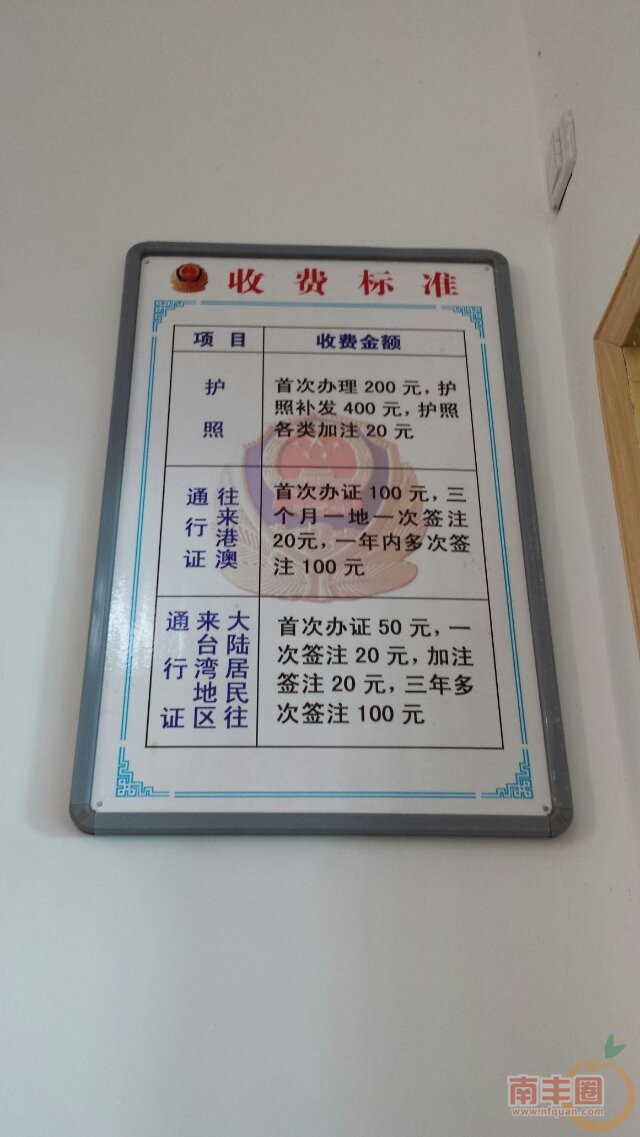 收费标准
项目 收费金额
护照
首次办理200元，护
照补发400元，护照
各类加注20元
往来港澳
通行证
首次办证100元，三
个月一地一次签注
20元，一年内多次签
注100元
大陆居民往
来台湾地区
通行证
首次办证50元，一
次签注20元，加注
签注20元，三年多
次签注100元
南丰圈
www.nfquan.com